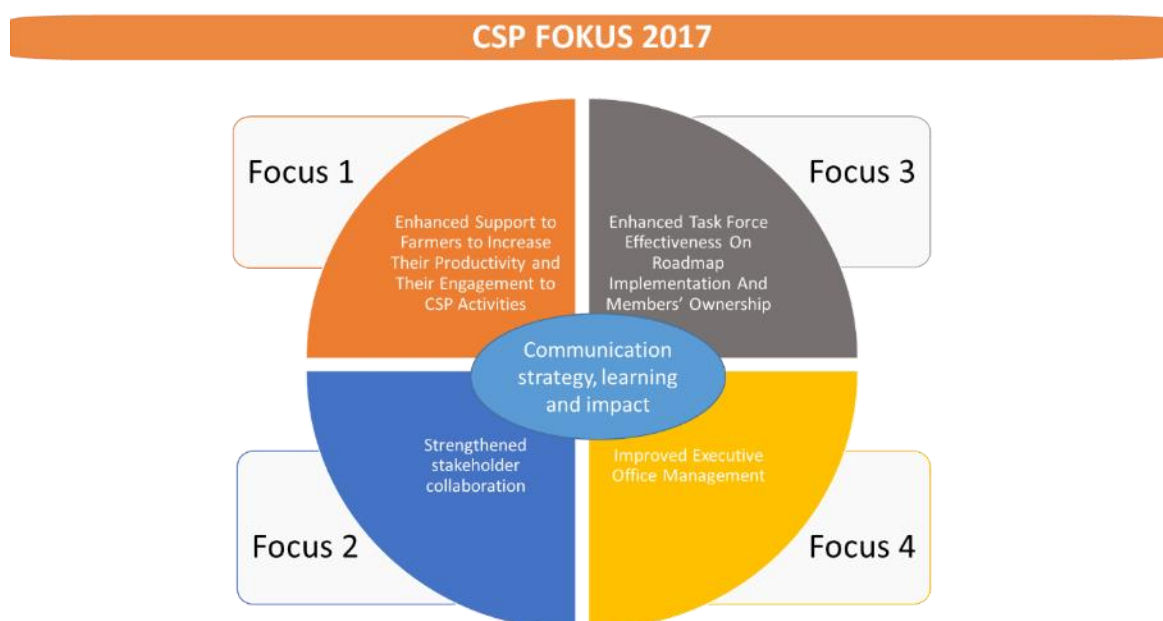 CSP FOKUS 2017
Focus 1
Enhanced Support to
Farmers to Increase
Their Productivity and
Their Engagement to
CSP Activities
Focus 3
Enhanced Task Force
Effectiveness On
Roadmap
Implementation And
Members’ Ownership
Communication
strategy, learning
and impact
Focus 2
Strengthened
stakeholder
collaboration
Focus 4
Improved Executive
Office Management